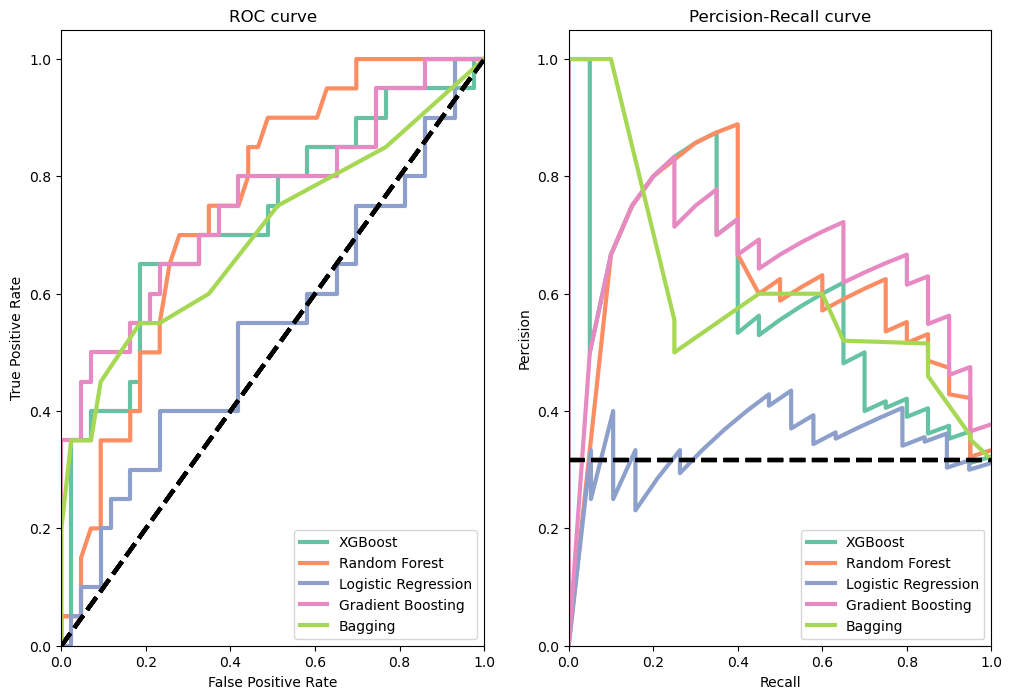 ROC curve
True Positive Rate
1.0
0.8
0.6
0.4
0.2
0.0
0.0 0.2 0.4 0.6 0.8 1.0
False Positive Rate
XGBoost
Random Forest
Logistic Regression
Gradient Boosting
Bagging
Percision-Recall curve
Percision
1.0
0.8
0.6
0.4
0.2
0.0
0.0 0.2 0.4 0.6 0.8 1.0
Recall
XGBoost
Random Forest
Logistic Regression
Gradient Boosting
Bagging